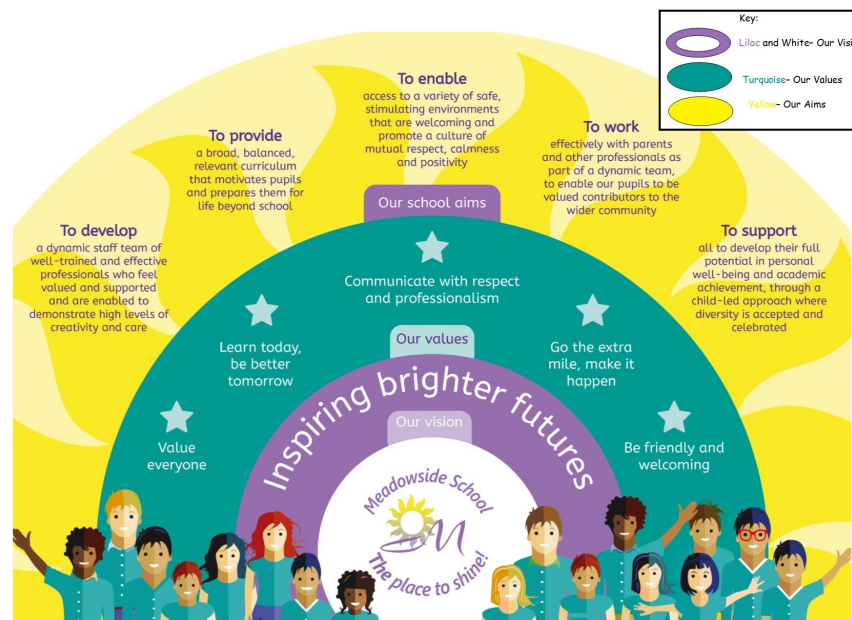 Key:
Lilac and White– Our Visi
Turquoise– Our Values
Yellow– Our Aims
To enable
access to a variety of safe,
stimulating environments
that are welcoming and
promote a culture of
mutual respect, calmness
and positivity
To provide
a broad, balanced,
relevant curriculum
that motivates pupils
and prepares them for
life beyond school
To work
effectively with parents
and other professionals as
part of a dynamic team,
to enable our pupils to be
valued contributors to the
wider community
To develop
a dynamic staff team of
well-trained and effective
professionals who feel
valued and supported
and are enabled to
demonstrate high levels of
creativity and care
To support
all to develop their full
potential in personal
well-being and academic
achievement, through a
child-led approach where
diversity is accepted and
celebrated
Our school aims
Communicate with respect
and professionalism
Learn today,
be better
tomorrow
Go the extra
mile, make it
happen
Value
everyone
Be friendly and
welcoming
Our values
Inspiring brighter futures
Our vision
Meadowside School
M
The place to shine!